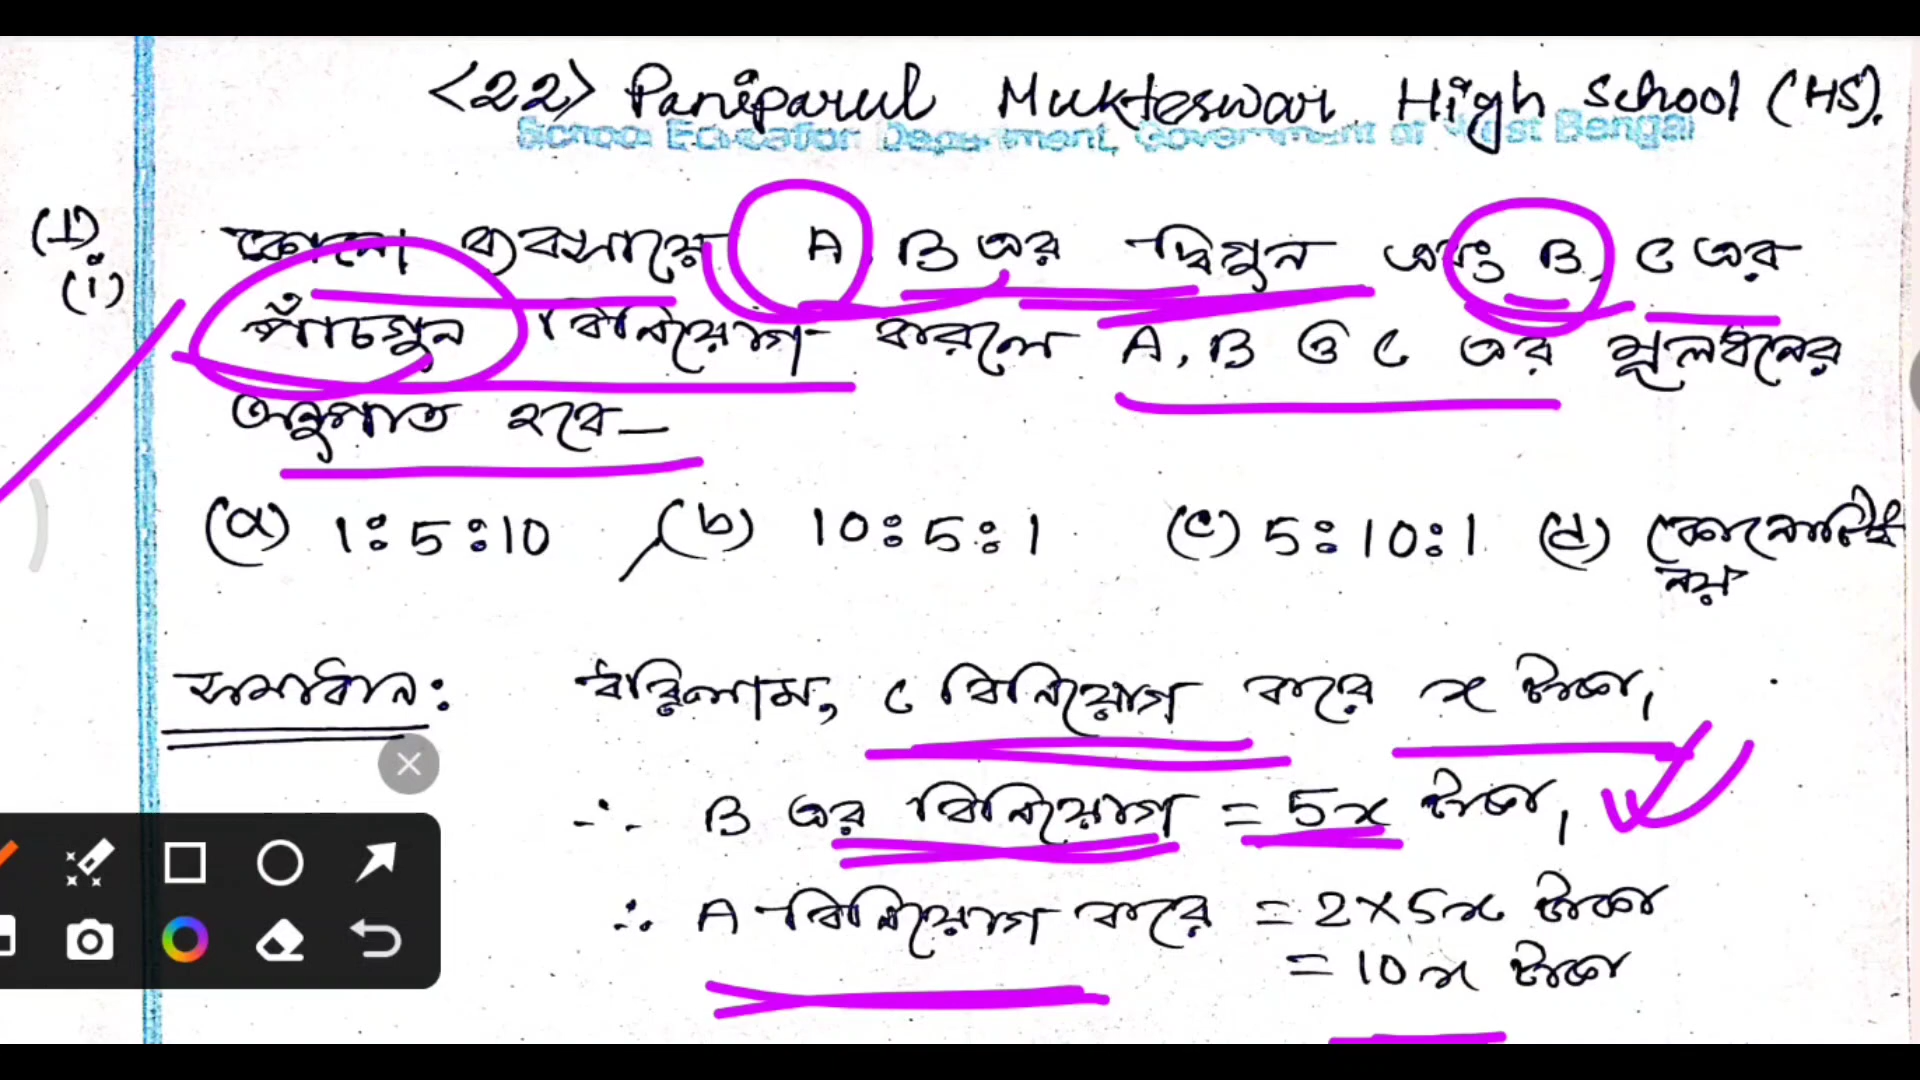 <22> Paniparul Mukteswar High School (HS).
School Education Department, Government of West Bengal
(1).
(i)
কোনো ব্যবসায়ে A, B এর দ্বিগুন এবং B, C এর
পাঁচগুন বিনিয়োগ করলে A, B ও C এর মূলধনের
অনুপাত হবে—
(a) 1:5:10 (b) 10:5:1 (c) 5:10:1 (d) কোনোটিই
নয়
সমাধান: ধরিলাম, C বিনিয়োগ করে x টাকা,
∴ B এর বিনিয়োগ = 5x টাকা,
∴ A বিনিয়োগ করে = 2×5x টাকা
= 10x টাকা